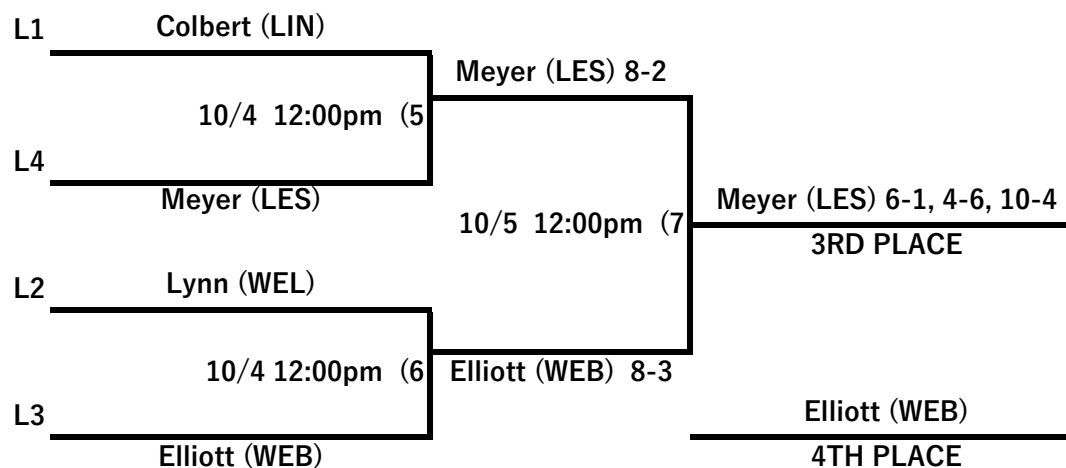 L1
Colbert (LIN)
Meyer (LES) 8-2
10/4 12:00pm (5
L4
Meyer (LES)
Meyer (LES) 6-1, 4-6, 10-4
10/5 12:00pm (7
3RD PLACE
L2
Lynn (WEL)
10/4 12:00pm (6
Elliott (WEB) 8-3
L3
Elliott (WEB)
Elliott (WEB)
4TH PLACE